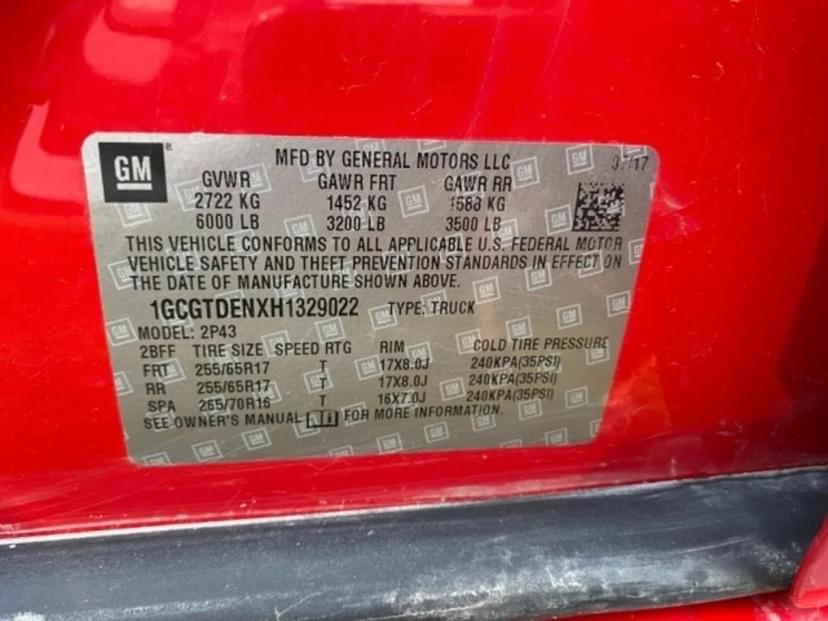 GM
MFD BY GENERAL MOTORS LLC 07/17
GVWR GAWR FRT GAWR RR
2722 KG 1452 KG 1588 KG
6000 LB 3200 LB 3500 LB
THIS VEHICLE CONFORMS TO ALL APPLICABLE U.S. FEDERAL MOTOR
VEHICLE SAFETY AND THEFT PREVENTION STANDARDS IN EFFECT ON
THE DATE OF MANUFACTURE SHOWN ABOVE.
1GCGTDENXH1329022 TYPE: TRUCK
MODEL: 2P43
2BFF TIRE SIZE SPEED RTG RIM COLD TIRE PRESSURE
FRT 255/65R17 T 17X8.0J 240KPA(35PSI)
RR 255/65R17 T 17X8.0J 240KPA(35PSI)
SPA 265/70R16 T 16X7.0J 240KPA(35PSI)
SEE OWNER'S MANUAL FOR MORE INFORMATION.